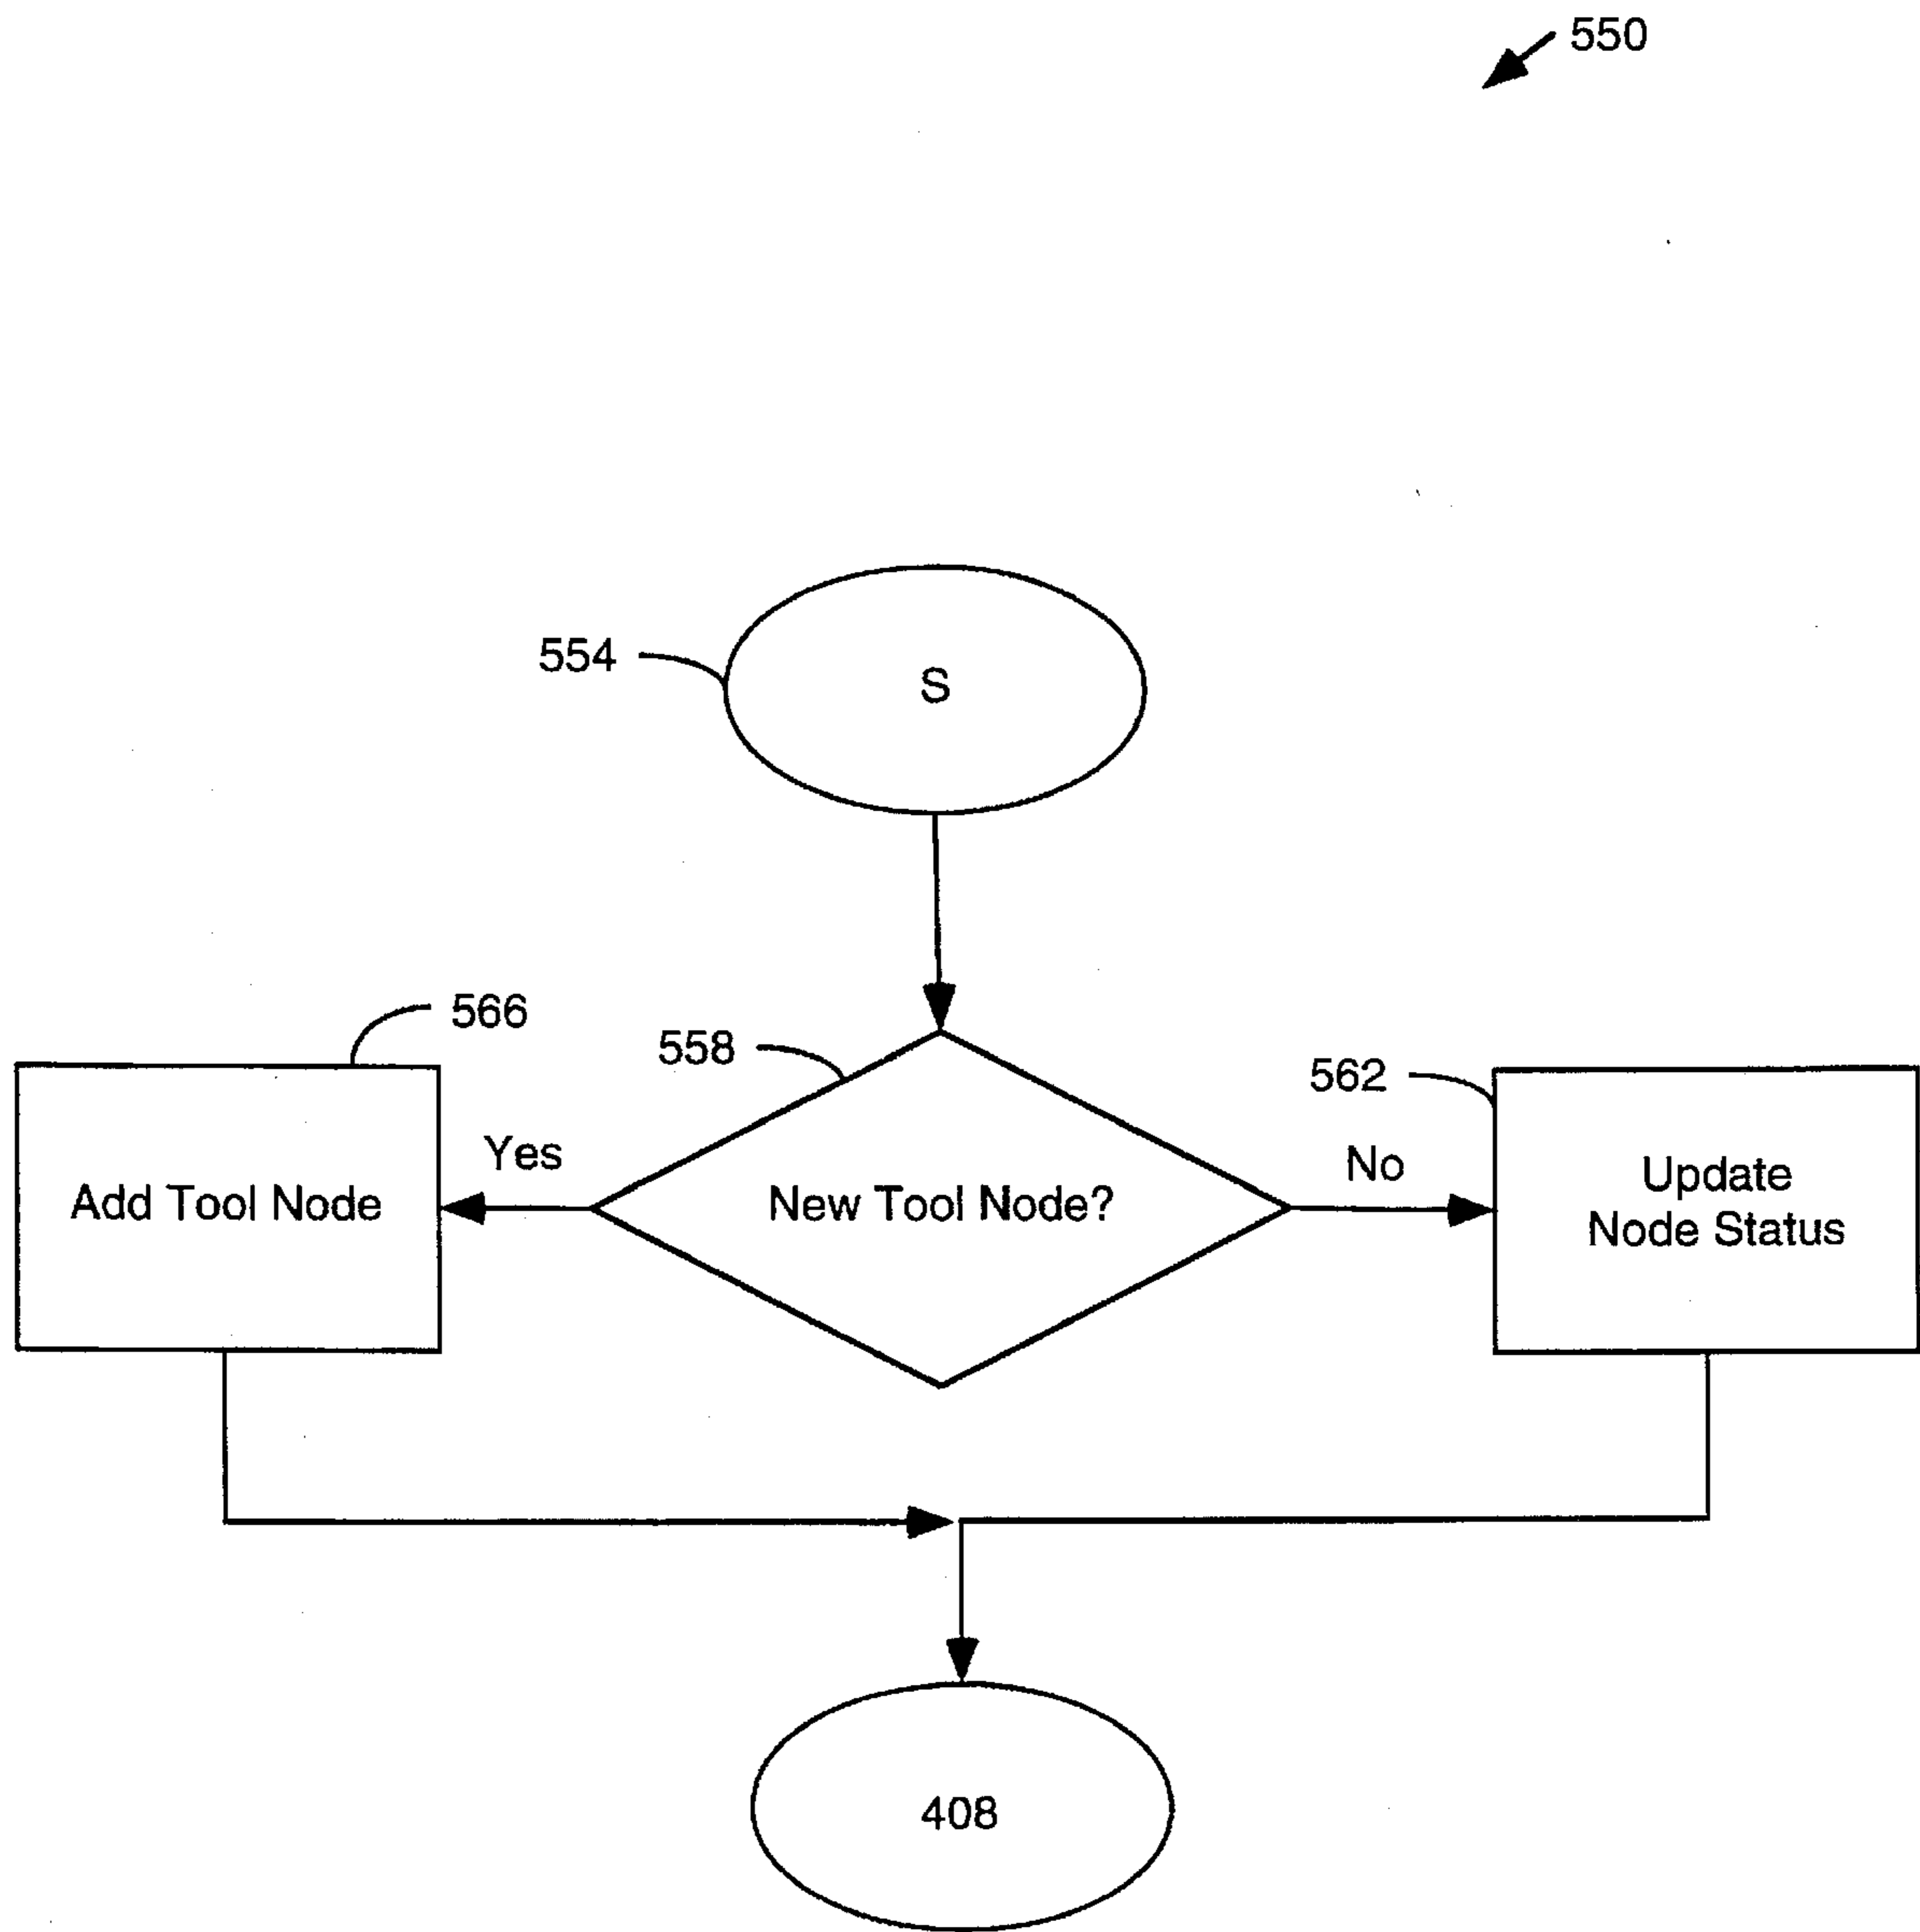 550
554
S
566
558
562
Yes
No
Add Tool Node
New Tool Node?
Update
Node Status
408